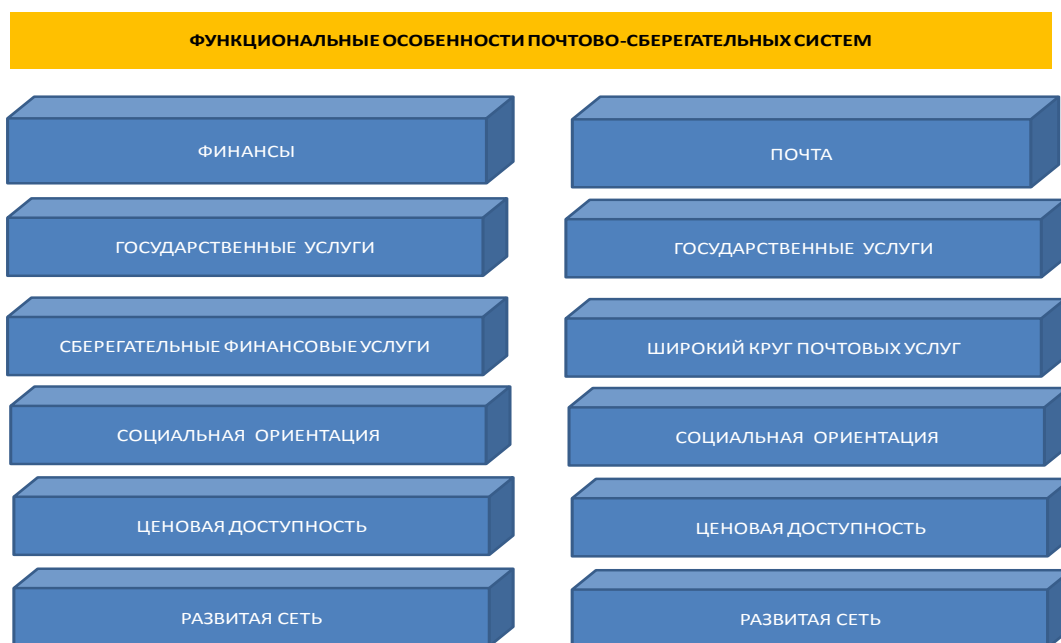 ФУНКЦИОНАЛЬНЫЕ ОСОБЕННОСТИ ПОЧТОВО-СБЕРЕГАТЕЛЬНЫХ СИСТЕМ
ФИНАНСЫ
ПОЧТА
ГОСУДАРСТВЕННЫЕ УСЛУГИ
ГОСУДАРСТВЕННЫЕ УСЛУГИ
СБЕРЕГАТЕЛЬНЫЕ ФИНАНСОВЫЕ УСЛУГИ
ШИРОКИЙ КРУГ ПОЧТОВЫХ УСЛУГ
СОЦИАЛЬНАЯ ОРИЕНТАЦИЯ
СОЦИАЛЬНАЯ ОРИЕНТАЦИЯ
ЦЕНОВАЯ ДОСТУПНОСТЬ
ЦЕНОВАЯ ДОСТУПНОСТЬ
РАЗВИТАЯ СЕТЬ
РАЗВИТАЯ СЕТЬ